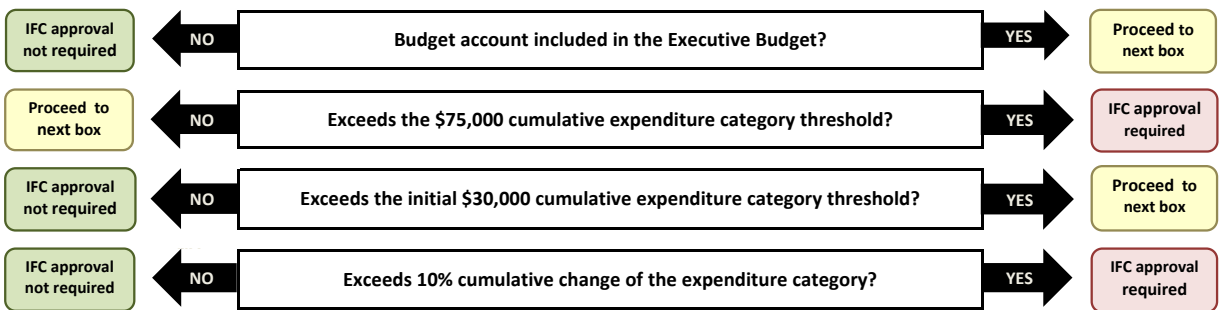 IFC approval
not required
NO
Budget account included in the Executive Budget?
YES
Proceed to
next box
Proceed to
next box
NO
Exceeds the $75,000 cumulative expenditure category threshold?
YES
IFC approval
required
IFC approval
not required
NO
Exceeds the initial $30,000 cumulative expenditure category threshold?
YES
Proceed to
next box
IFC approval
not required
NO
Exceeds 10% cumulative change of the expenditure category?
YES
IFC approval
required